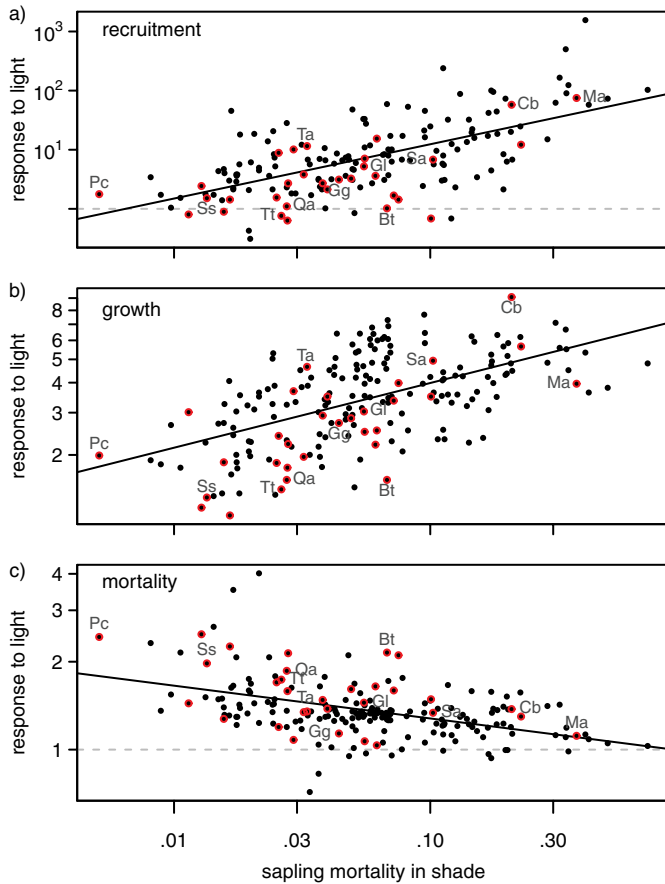 a)
recruitment
response to light
10³
10²
10¹
Pc
Ss
Ta
Tt
Qa
Gg
Gl
Bt
Sa
Cb
Ma
b)
growth
response to light
8
6
5
4
3
2
Pc
Ss
Ta
Tt
Qa
Gg
Gl
Bt
Sa
Cb
Ma
c)
mortality
response to light
4
3
2
1
Pc
Ss
Qa
Tt
Ta
Gg
Gl
Bt
Sa
Cb
Ma
.01
.03
.10
.30
sapling mortality in shade